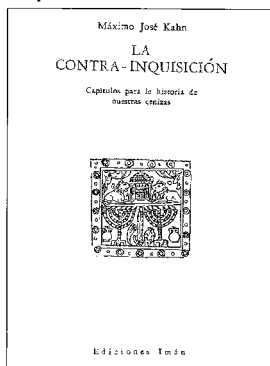 Máximo José Kahn
LA
CONTRA-INQUISICIÓN
Capítulos para la historia de
nuestras cenizas
Ediciones Imán